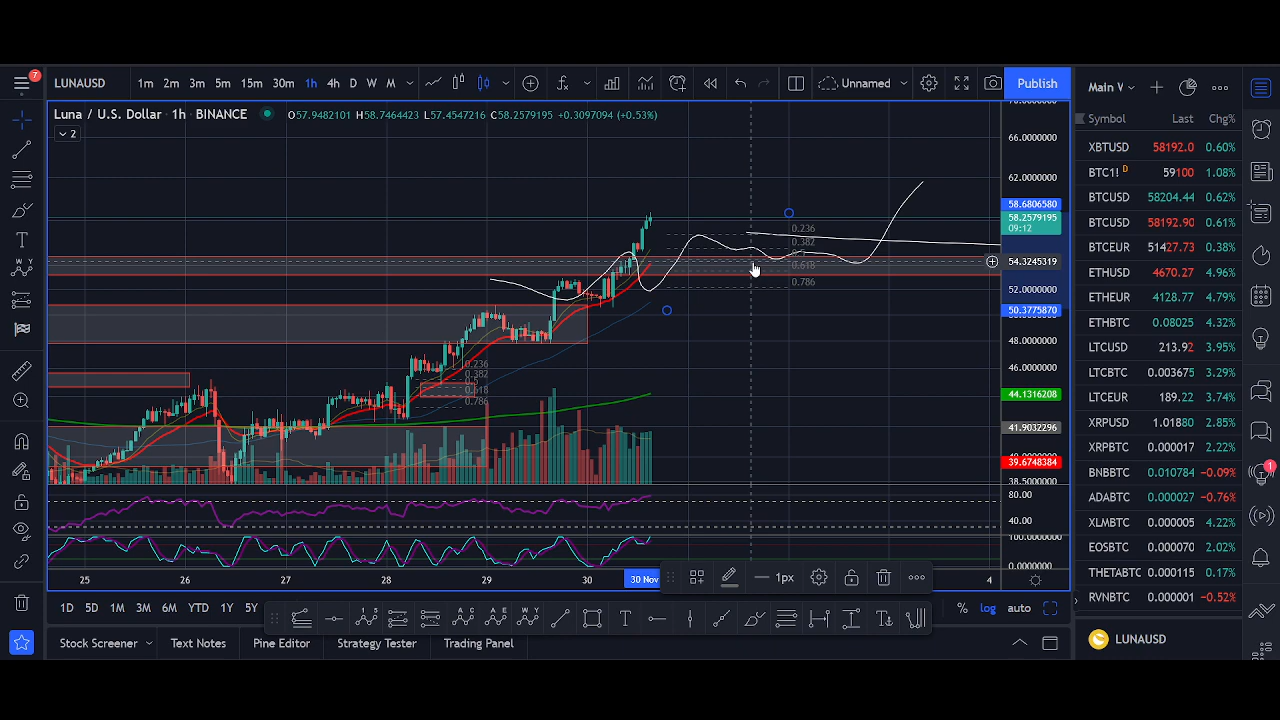 7
LUNAUSD 1m 2m 3m 5m 15m 30m 1h 4h D W M Unnamed Publish
Luna / U.S. Dollar · 1h · BINANCE O57.9482101 H58.7464423 L57.4547216 C58.2579195 +0.3097094 (+0.53%)
2
66.0000000
62.0000000
58.6806580
58.2579195
09:12
54.3245319
52.0000000
50.3775870
48.0000000
46.0000000
44.1316208
41.9032296
39.6748384
38.5000000
80.00
40.00
0.236
0.382
0.618
0.786
0.236
0.382
0.618
0.786
25 26 27 28 29 30 30 Nov 4
1px
1D 5D 1M 3M 6M YTD 1Y 5Y % log auto
Stock Screener Text Notes Pine Editor Strategy Tester Trading Panel
Main
Symbol Last Chg%
XBTUSD 58192.0 0.60%
BTC1! D 59100 1.08%
BTCUSD 58204.44 0.62%
BTCUSD 58192.90 0.61%
BTCEUR 51427.73 0.38%
ETHUSD 4670.27 4.96%
ETHEUR 4128.77 4.79%
ETHBTC 0.08025 4.32%
LTCUSD 213.92 3.95%
LTCBTC 0.003675 3.29%
LTCEUR 189.22 3.74%
XRPUSD 1.01880 2.85%
XRPBTC 0.000017 2.22%
BNBBTC 0.010784 −0.09%
ADABTC 0.000027 −0.76%
XLMBTC 0.000005 4.22%
EOSBTC 0.000070 2.02%
THETABTC 0.000115 0.17%
RVNBTC 0.000001 −0.52%
LUNAUSD
1